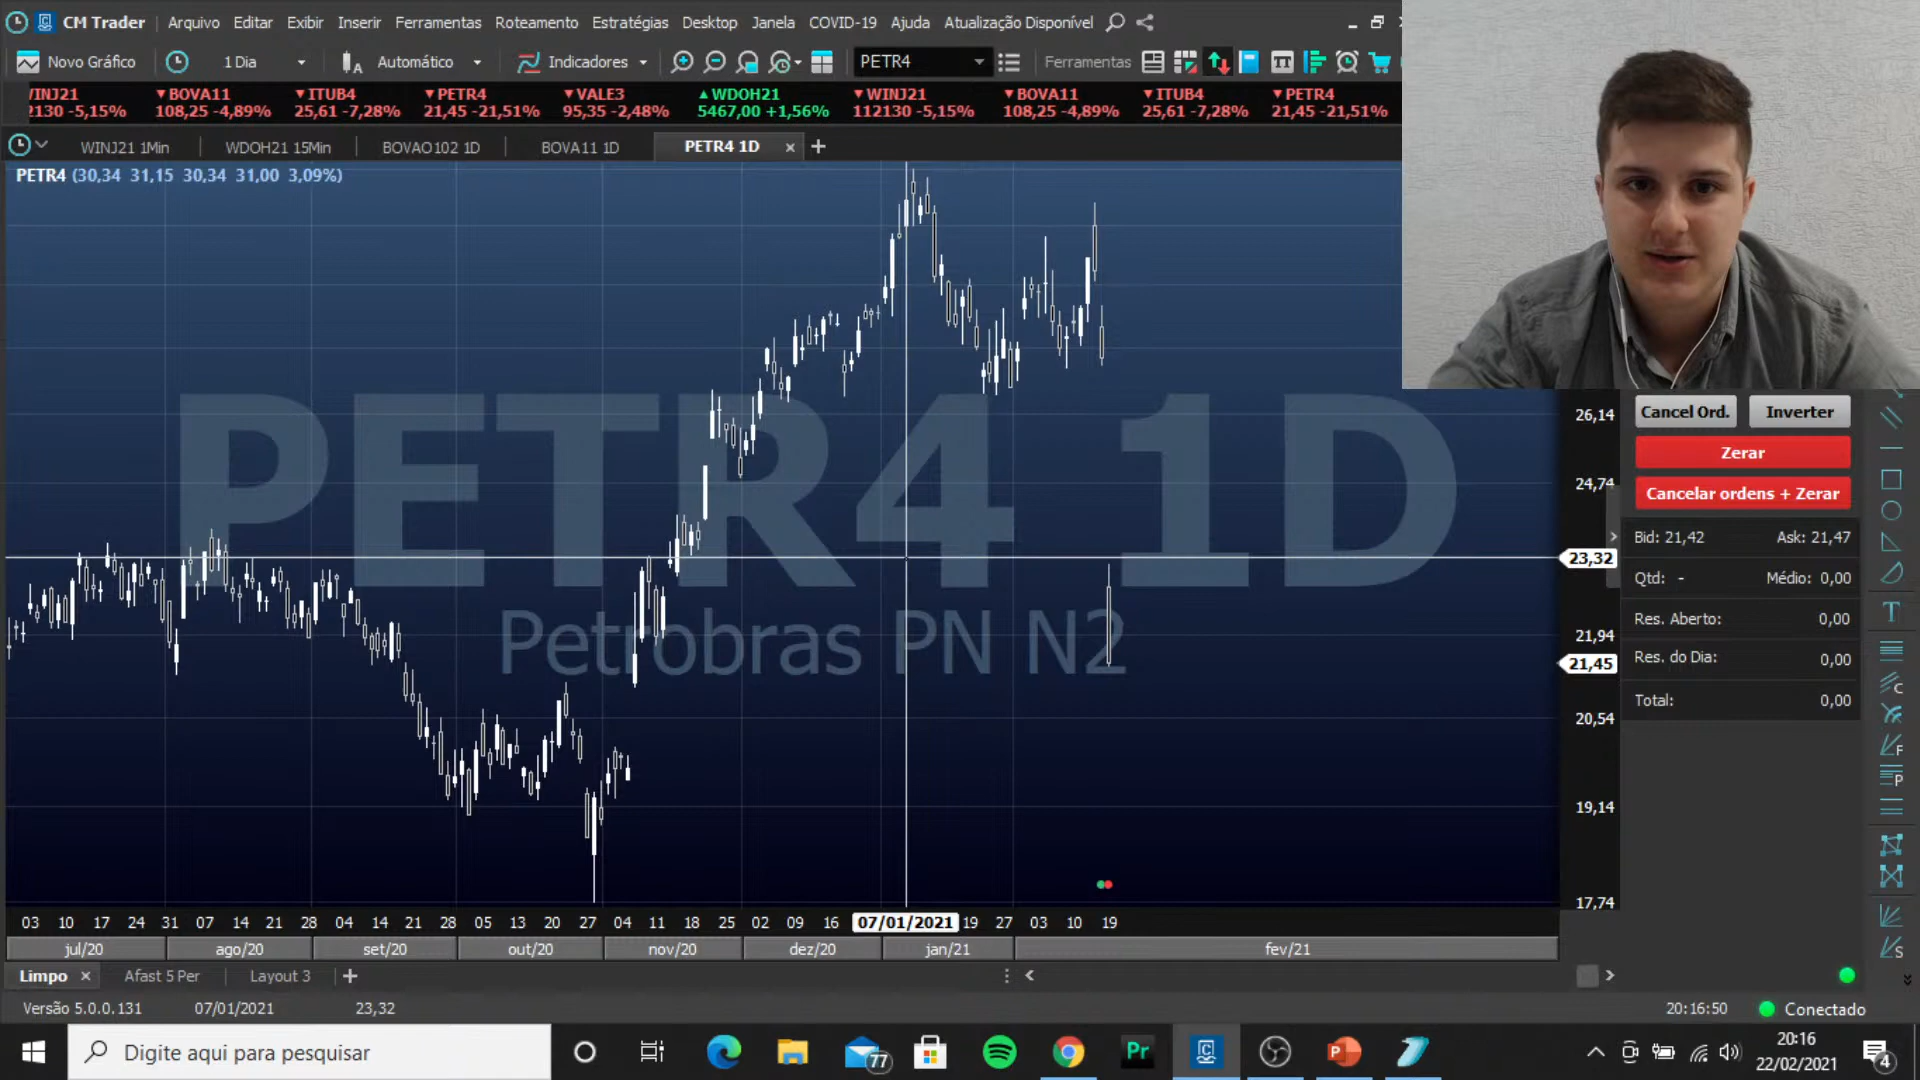 CM Trader Arquivo Editar Exibir Inserir Ferramentas Roteamento Estratégias Desktop Janela COVID-19 Ajuda Atualização Disponível
Novo Gráfico 1 Dia Automático Indicadores PETR4 Ferramentas
WINJ21 BOVA11 ITUB4 PETR4 VALE3 WDOH21 WINJ21 BOVA11 ITUB4 PETR4
2130 -5,15% 108,25 -4,89% 25,61 -7,28% 21,45 -21,51% 95,35 -2,48% 5467,00 +1,56% 112130 -5,15% 108,25 -4,89% 25,61 -7,28% 21,45 -21,51%
WINJ21 1Min WDOH21 15Min BOVAO102 1D BOVA11 1D PETR4 1D
PETR4 (30,34 31,15 30,34 31,00 3,09%)
PETR4 1D
Petrobras PN N2
26,14
24,74
23,32
21,94
21,45
20,54
19,14
17,74
Cancel Ord. Inverter
Zerar
Cancelar ordens + Zerar
Bid: 21,42 Ask: 21,47
Qtd: - Médio: 0,00
Res. Aberto: 0,00
Res. do Dia: 0,00
Total: 0,00
03 10 17 24 31 07 14 21 28 04 14 21 28 05 13 20 27 04 11 18 25 02 09 16 07/01/2021 19 27 03 10 19
jul/20 ago/20 set/20 out/20 nov/20 dez/20 jan/21 fev/21
Limpo Afast 5 Per Layout 3
Versão 5.0.0.131 07/01/2021 23,32 20:16:50 Conectado
Digite aqui para pesquisar
77
Pr
20:16
22/02/2021
4